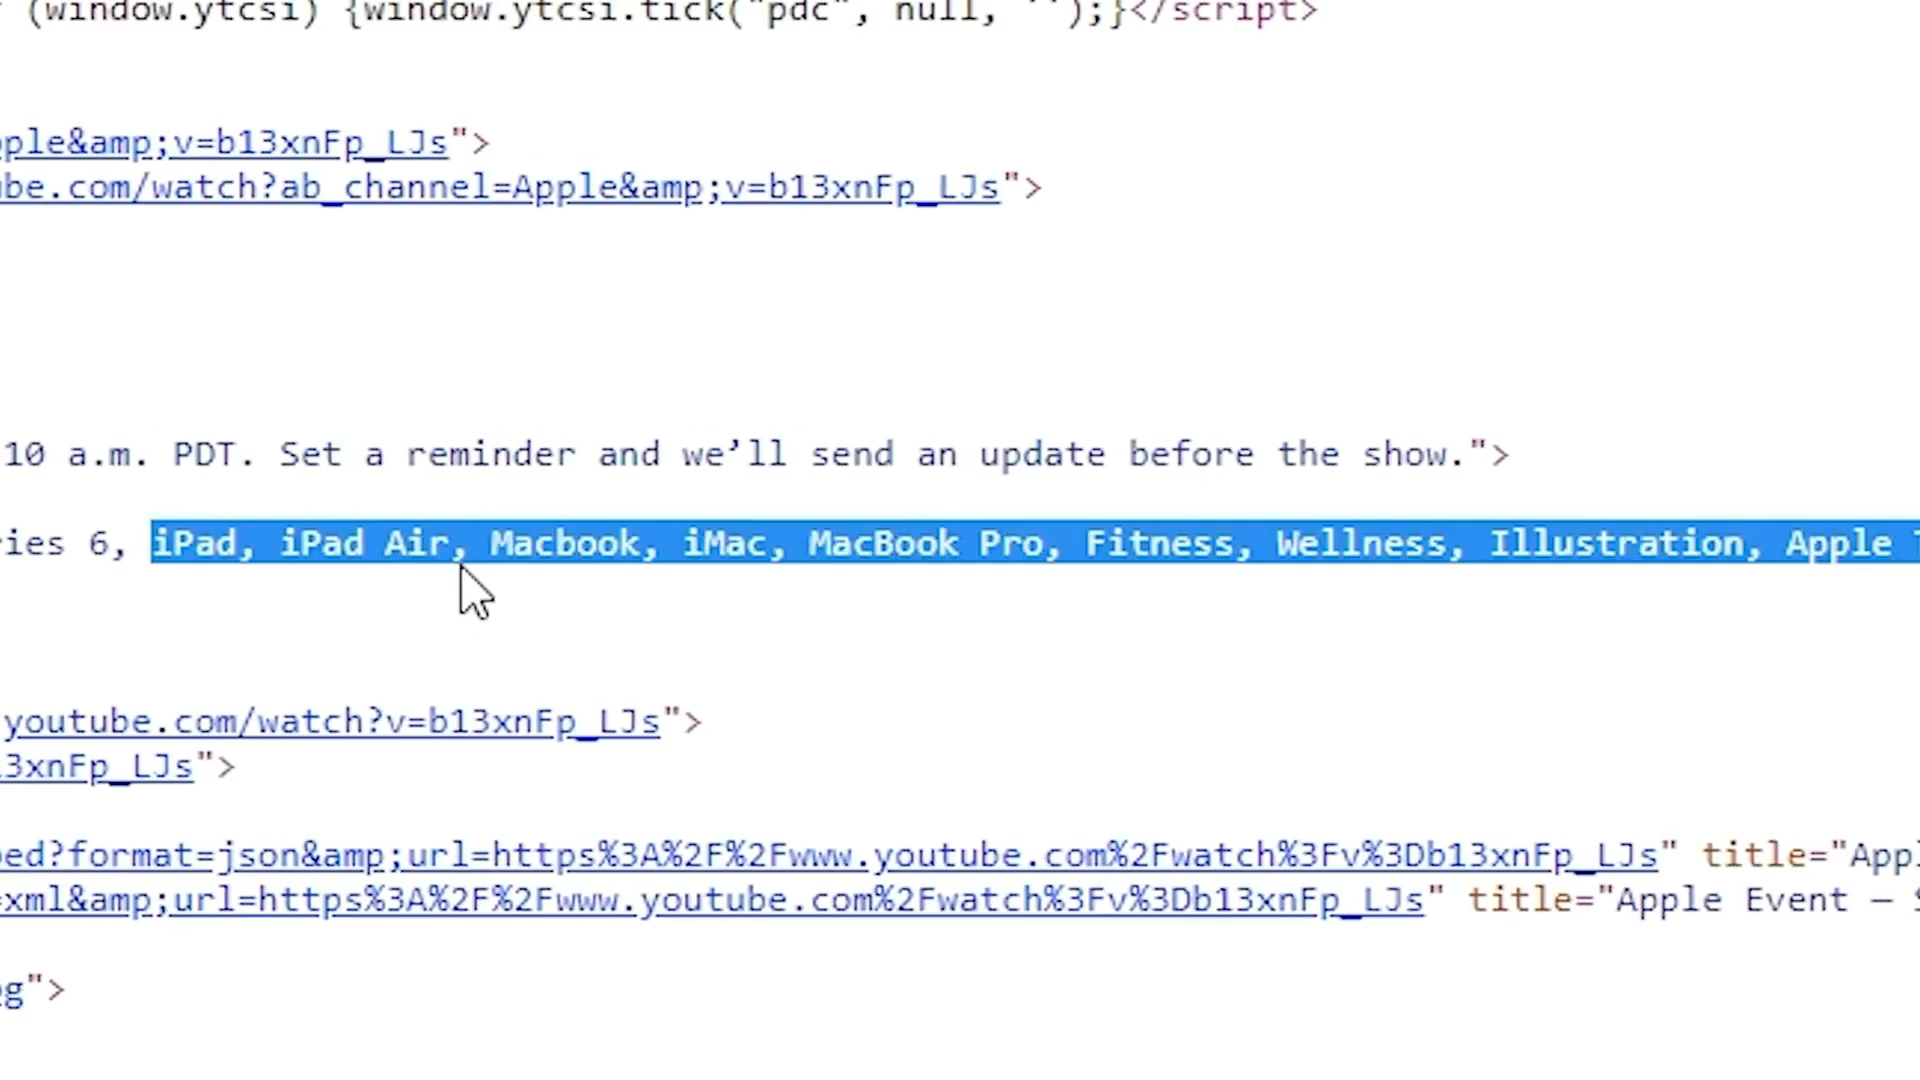 (window.ytcsi) {window.ytcsi.tick("pdc", null, '');}</script>
pple&amp;v=b13xnFp_LJs">
be.com/watch?ab_channel=Apple&amp;v=b13xnFp_LJs">
10 a.m. PDT. Set a reminder and we’ll send an update before the show.">
ries 6, iPad, iPad Air, Macbook, iMac, MacBook Pro, Fitness, Wellness, Illustration, Apple
youtube.com/watch?v=b13xnFp_LJs">
13xnFp_LJs">
ed?format=json&amp;url=https%3A%2F%2Fwww.youtube.com%2Fwatch%3Fv%3Db13xnFp_LJs" title="Appl
=xml&amp;url=https%3A%2F%2Fwww.youtube.com%2Fwatch%3Fv%3Db13xnFp_LJs" title="Apple Event — S
g">